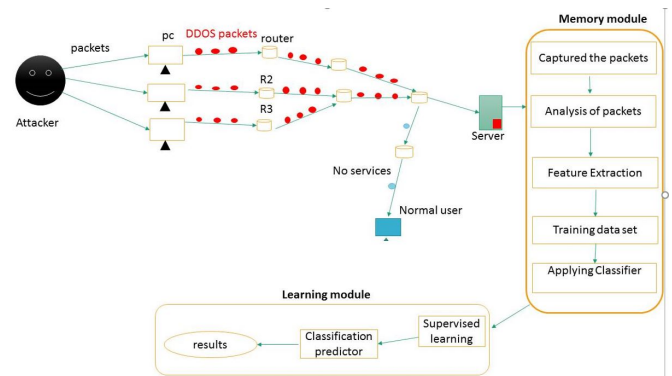 Memory module
pc
DDOS packets
router
packets
Captured the packets
R2
Analysis of packets
R3
Attacker
Server
No services
Feature Extraction
Normal user
Training data set
Applying Classifier
Learning module
Supervised
learning
Classification
predictor
results